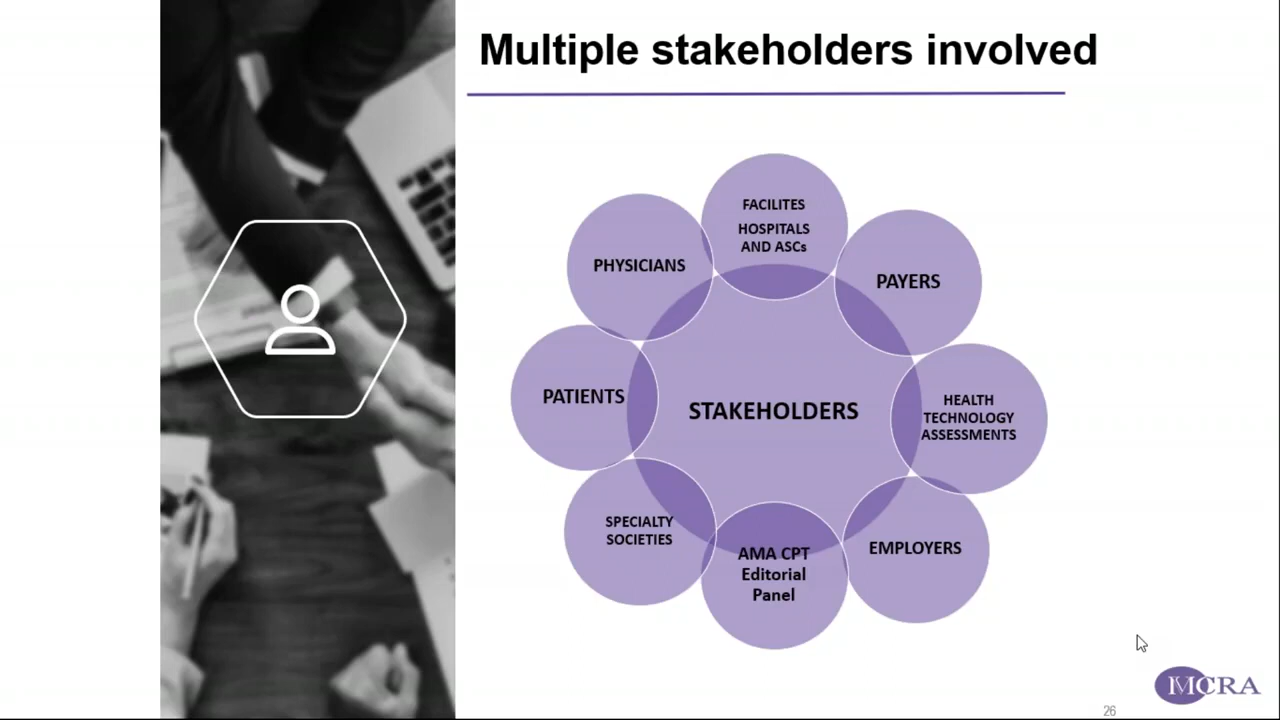 Multiple stakeholders involved
FACILITES
HOSPITALS
AND ASCs
PHYSICIANS
PAYERS
PATIENTS
STAKEHOLDERS
HEALTH
TECHNOLOGY
ASSESSMENTS
SPECIALTY
SOCIETIES
AMA CPT
Editorial
Panel
EMPLOYERS
MCRA
26